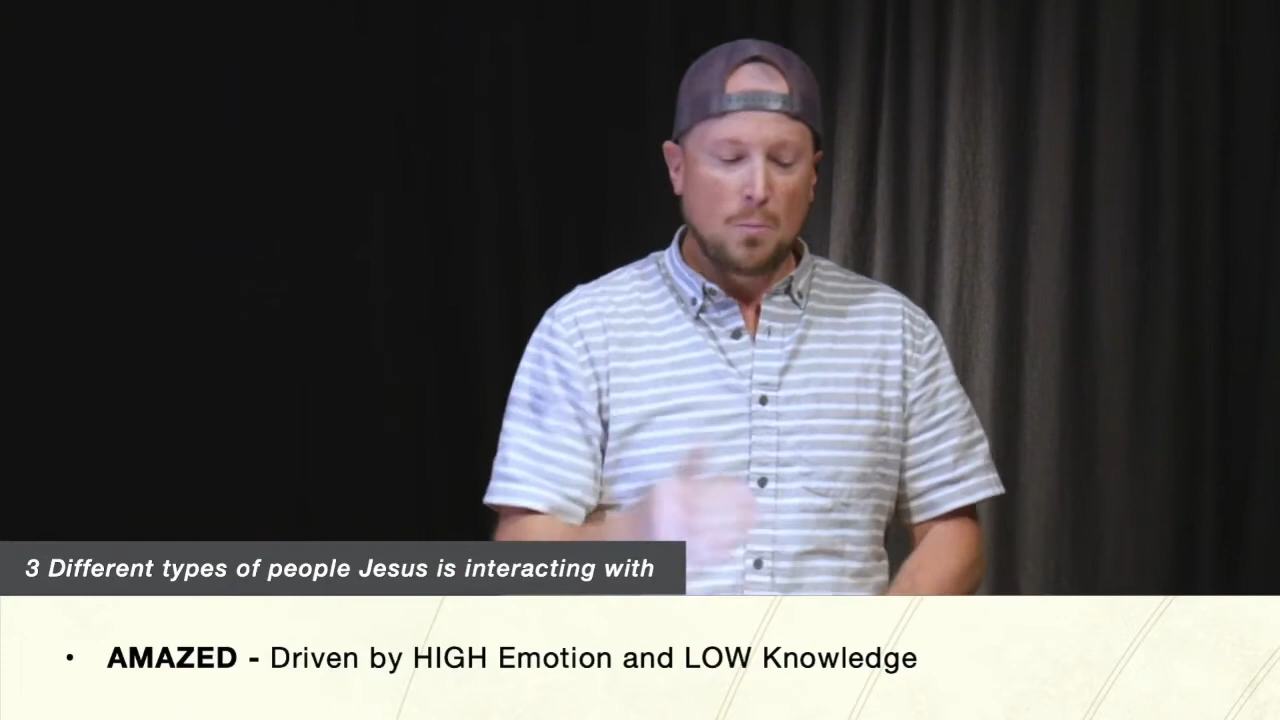 3 Different types of people Jesus is interacting with
• AMAZED - Driven by HIGH Emotion and LOW Knowledge